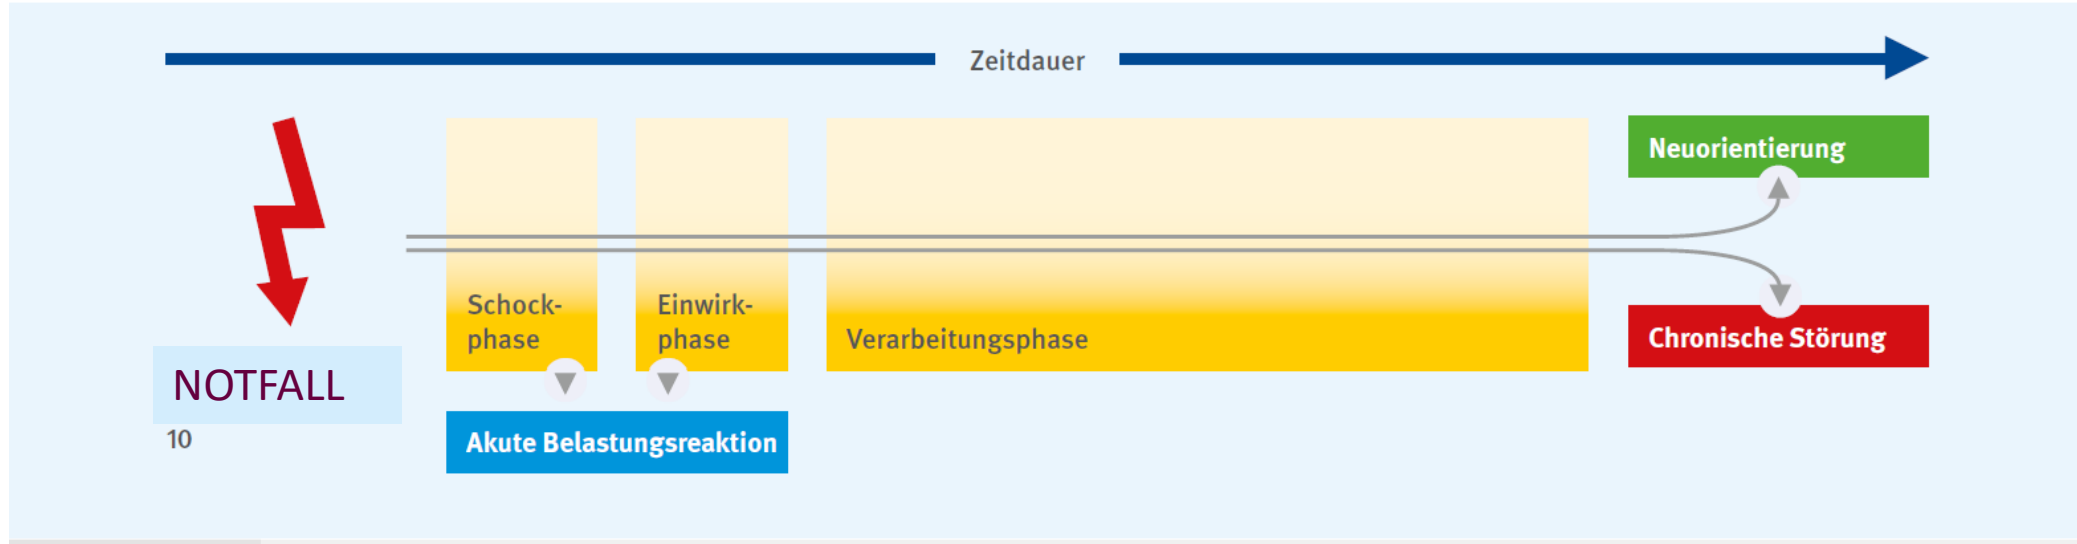 Zeitdauer
Neuorientierung
Schock-
phase
Einwirk-
phase
Verarbeitungsphase
Chronische Störung
NOTFALL
10
Akute Belastungsreaktion